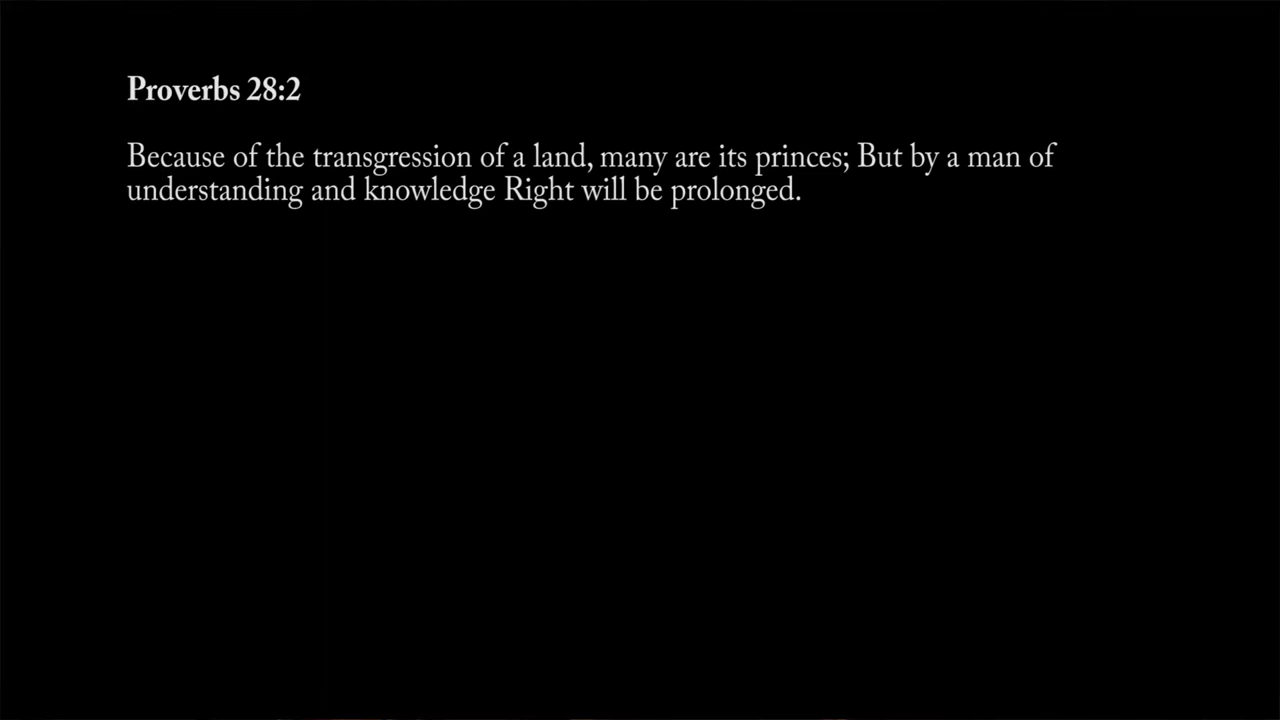 Proverbs 28:2
Because of the transgression of a land, many are its princes; But by a man of
understanding and knowledge Right will be prolonged.